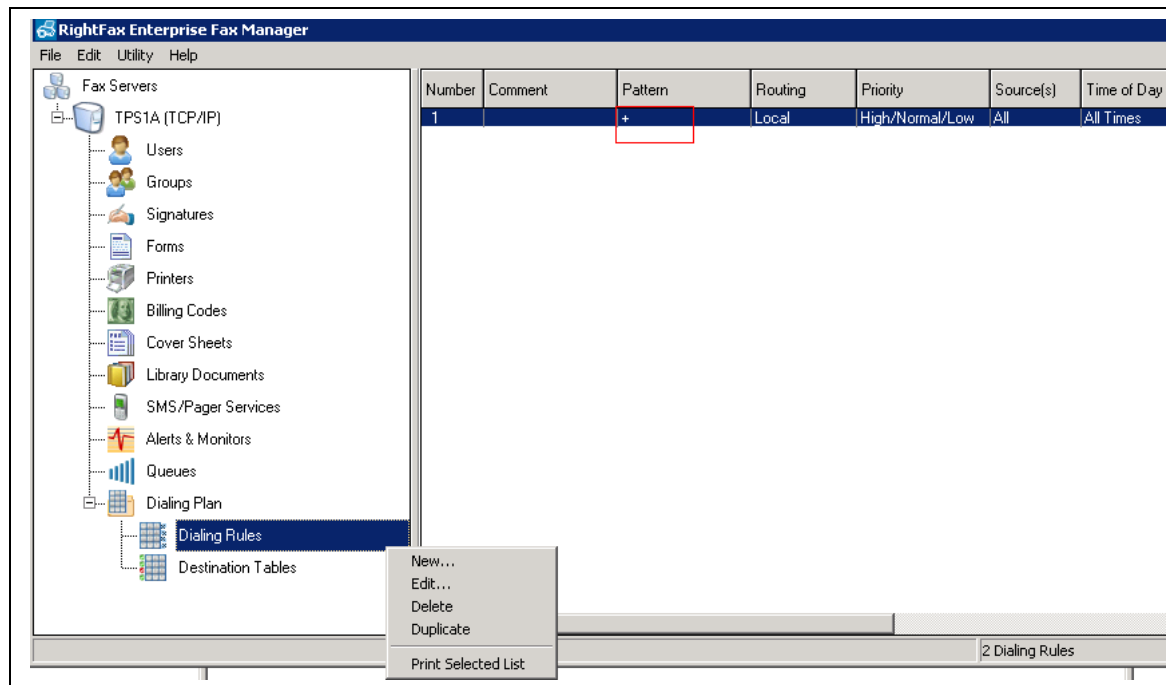 RightFax Enterprise Fax Manager
File Edit Utility Help
Fax Servers
TPS1A (TCP/IP)
Users
Groups
Signatures
Forms
Printers
Billing Codes
Cover Sheets
Library Documents
SMS/Pager Services
Alerts & Monitors
Queues
Dialing Plan
Dialing Rules
Destination Tables
Number Comment Pattern Routing Priority Source(s) Time of Day
1 + Local High/Normal/Low All All Times
New...
Edit...
Delete
Duplicate
Print Selected List
2 Dialing Rules